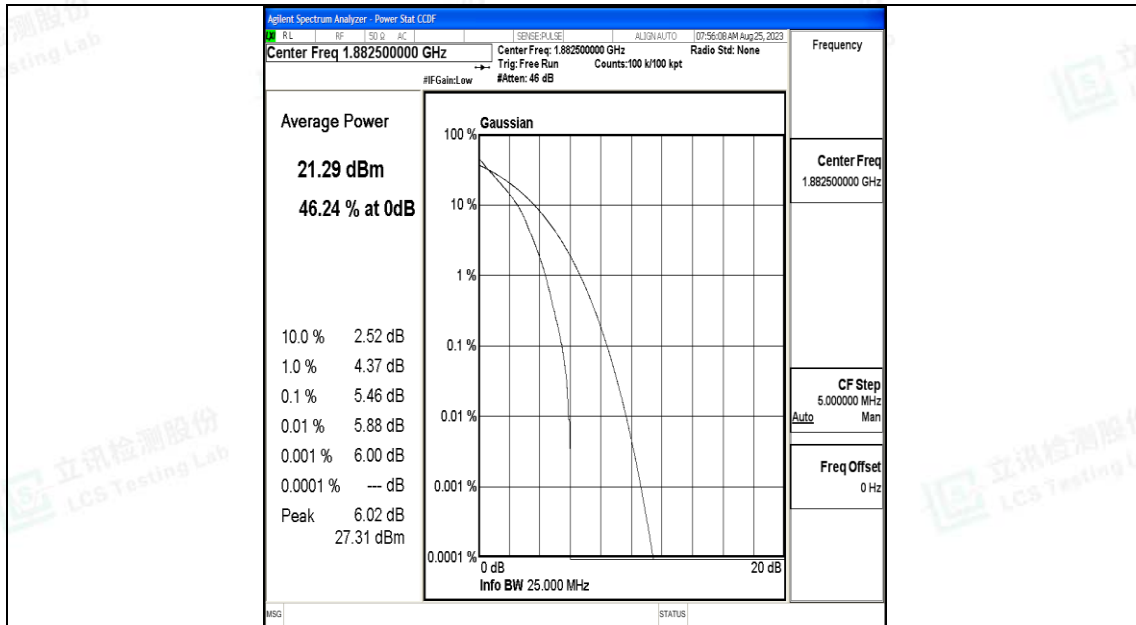 Agilent Spectrum Analyzer - Power Stat CCDF
RL RF 50 Ω AC SENSE:PULSE ALIGN AUTO 07:56:08 AM Aug 25, 2023
Center Freq 1.882500000 GHz
Center Freq: 1.882500000 GHz Radio Std: None
Trig: Free Run Counts:100 k/100 kpt
#IFGain:Low #Atten: 46 dB
Frequency
Average Power
21.29 dBm
46.24 % at 0dB
10.0 % 2.52 dB
1.0 % 4.37 dB
0.1 % 5.46 dB
0.01 % 5.88 dB
0.001 % 6.00 dB
0.0001 % --- dB
Peak 6.02 dB
27.31 dBm
Gaussian
100 %
10 %
1 %
0.1 %
0.01 %
0.001 %
0.0001 %
0 dB 20 dB
Info BW 25.000 MHz
Center Freq
1.882500000 GHz
CF Step
5.000000 MHz
Auto Man
Freq Offset
0 Hz
MSG STATUS
立讯检测股份
LCS Testing Lab
立讯检测股份
LCS Testing L